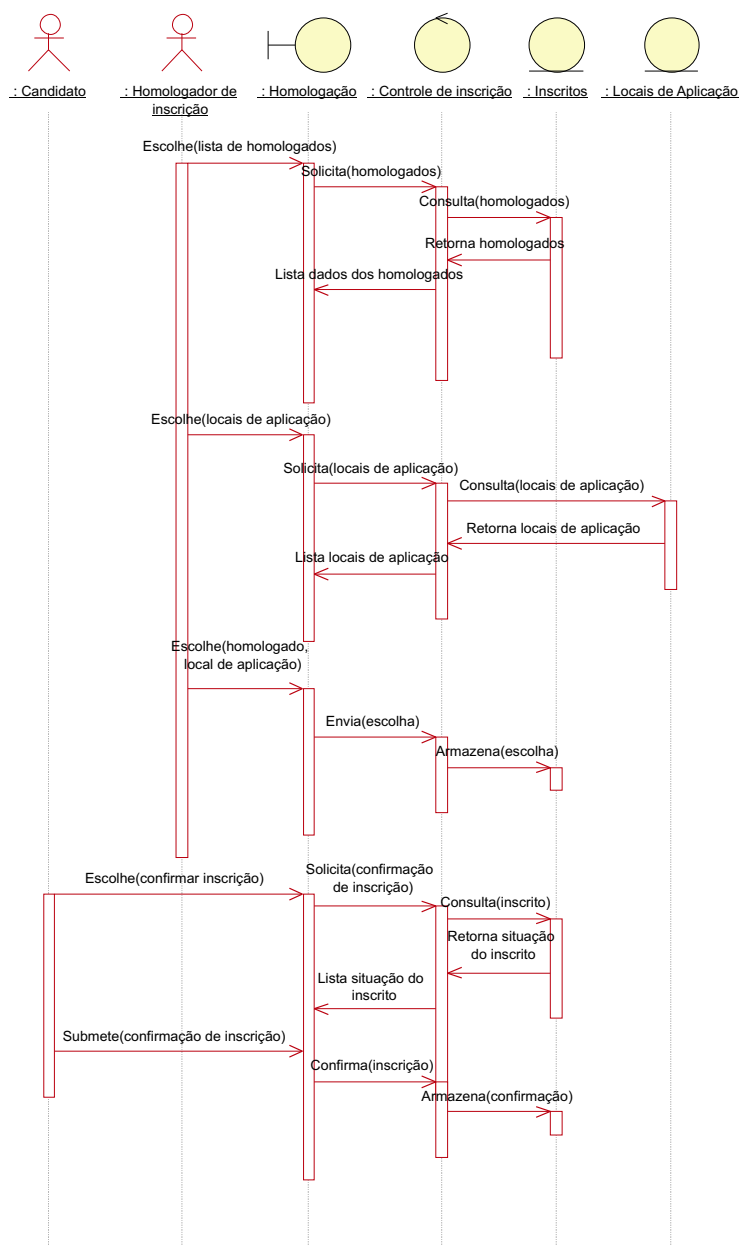 : Candidato
: Homologador de
inscrição
: Homologação
: Controle de inscrição
: Inscritos
: Locais de Aplicação
Escolhe(lista de homologados)
Solicita(homologados)
Consulta(homologados)
Retorna homologados
Lista dados dos homologados
Escolhe(locais de aplicação)
Solicita(locais de aplicação)
Consulta(locais de aplicação)
Retorna locais de aplicação
Lista locais de aplicação
Escolhe(homologado,
local de aplicação)
Envia(escolha)
Armazena(escolha)
Escolhe(confirmar inscrição)
Solicita(confirmação
de inscrição)
Consulta(inscrito)
Retorna situação
do inscrito
Lista situação do
inscrito
Submete(confirmação de inscrição)
Confirma(inscrição)
Armazena(confirmação)